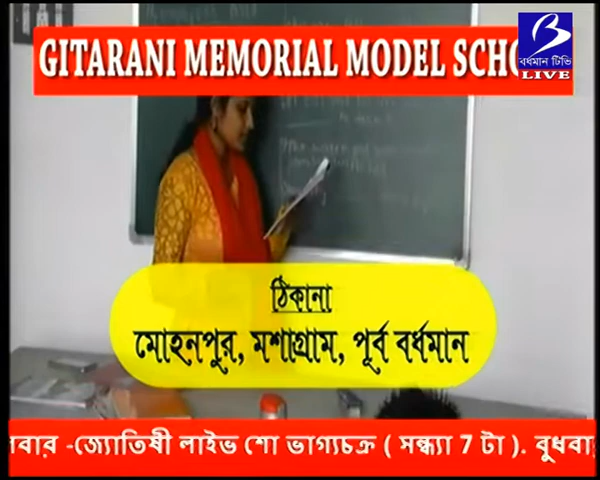 GITARANI MEMORIAL MODEL SCHO
বর্ধমান টিভি
LIVE
ঠিকানা
মোহনপুর, মশাগ্রাম, পূর্ব বর্ধমান
-জ্যোতিষী লাইভ শো ভাগ্যচক্র ( সন্ধ্যা 7 টা ). বুধবা